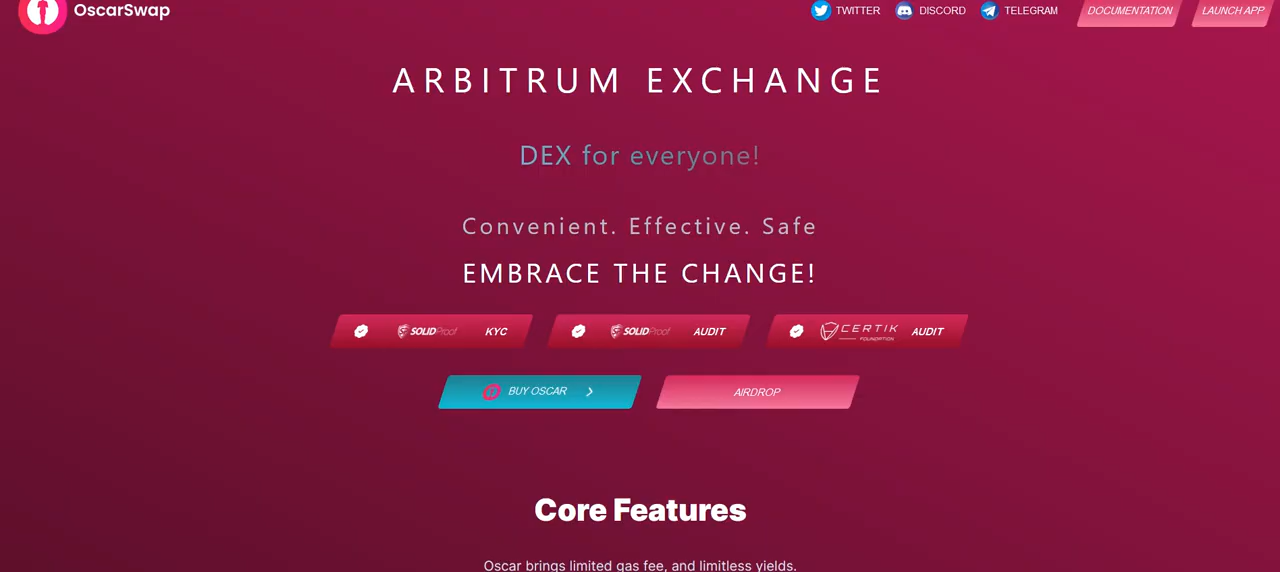 OscarSwap
TWITTER DISCORD TELEGRAM DOCUMENTATION LAUNCH APP
ARBITRUM EXCHANGE
DEX for everyone!
Convenient. Effective. Safe
EMBRACE THE CHANGE!
SOLIDProof KYC
SOLIDProof AUDIT
CERTIK FOUNDATION AUDIT
BUY OSCAR
AIRDROP
Core Features
Oscar brings limited gas fee, and limitless yields.